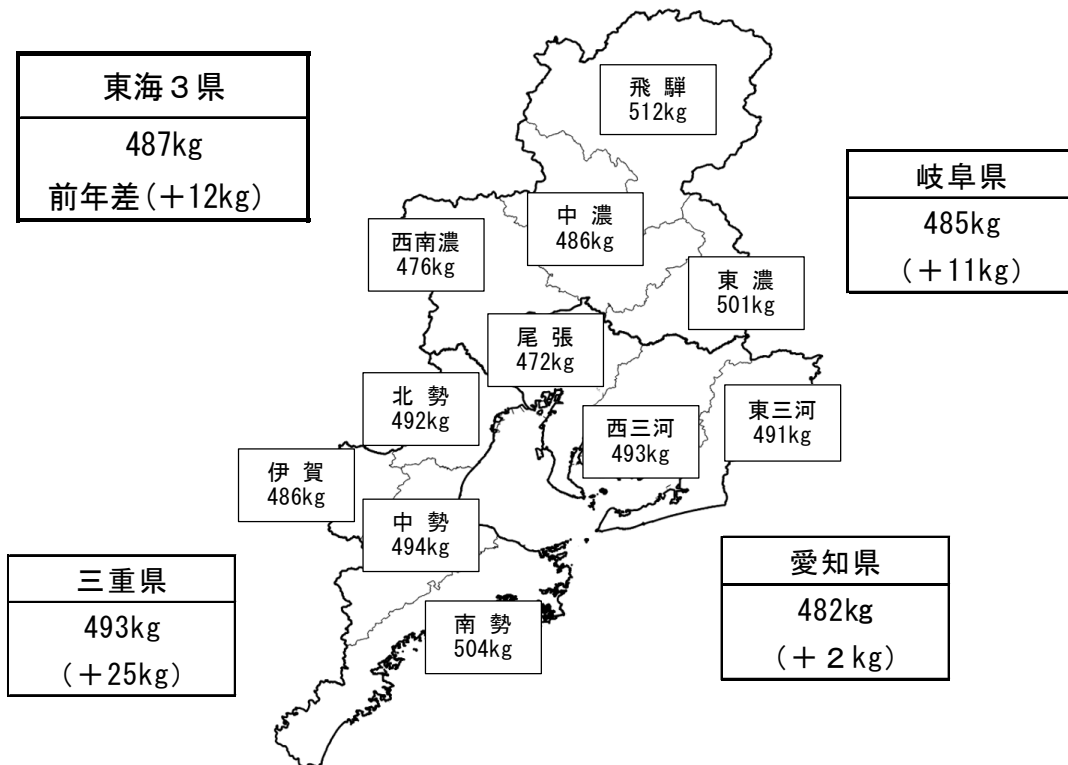 東海３県
487kg
前年差(＋12kg)
飛 騨
512kg
岐阜県
485kg
(＋11kg)
中 濃
486kg
西南濃
476kg
東 濃
501kg
尾 張
472kg
北 勢
492kg
西三河
493kg
東三河
491kg
伊 賀
486kg
中 勢
494kg
三重県
493kg
(＋25kg)
南 勢
504kg
愛知県
482kg
(＋２kg)